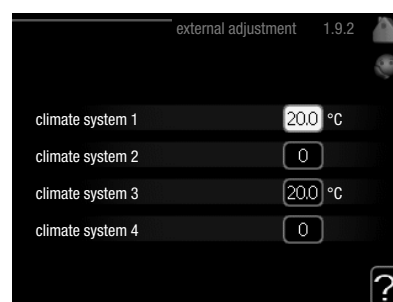 external adjustment 1.9.2
climate system 1 20.0 °C
climate system 2 0
climate system 3 20.0 °C
climate system 4 0
?